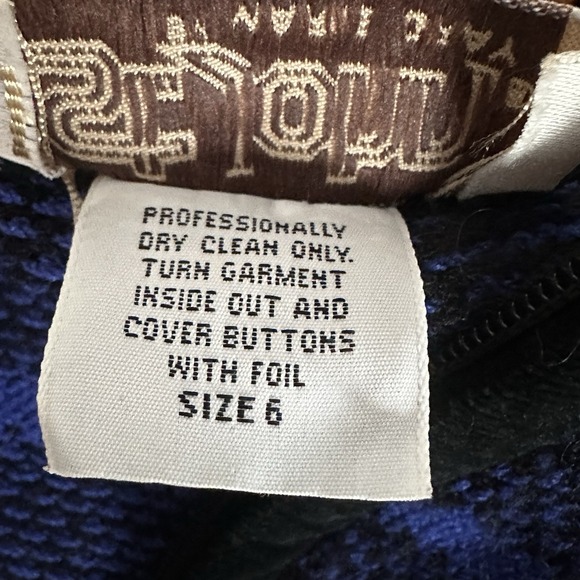 PROFESSIONALLY
DRY CLEAN ONLY.
TURN GARMENT
INSIDE OUT AND
COVER BUTTONS
WITH FOIL
SIZE 6